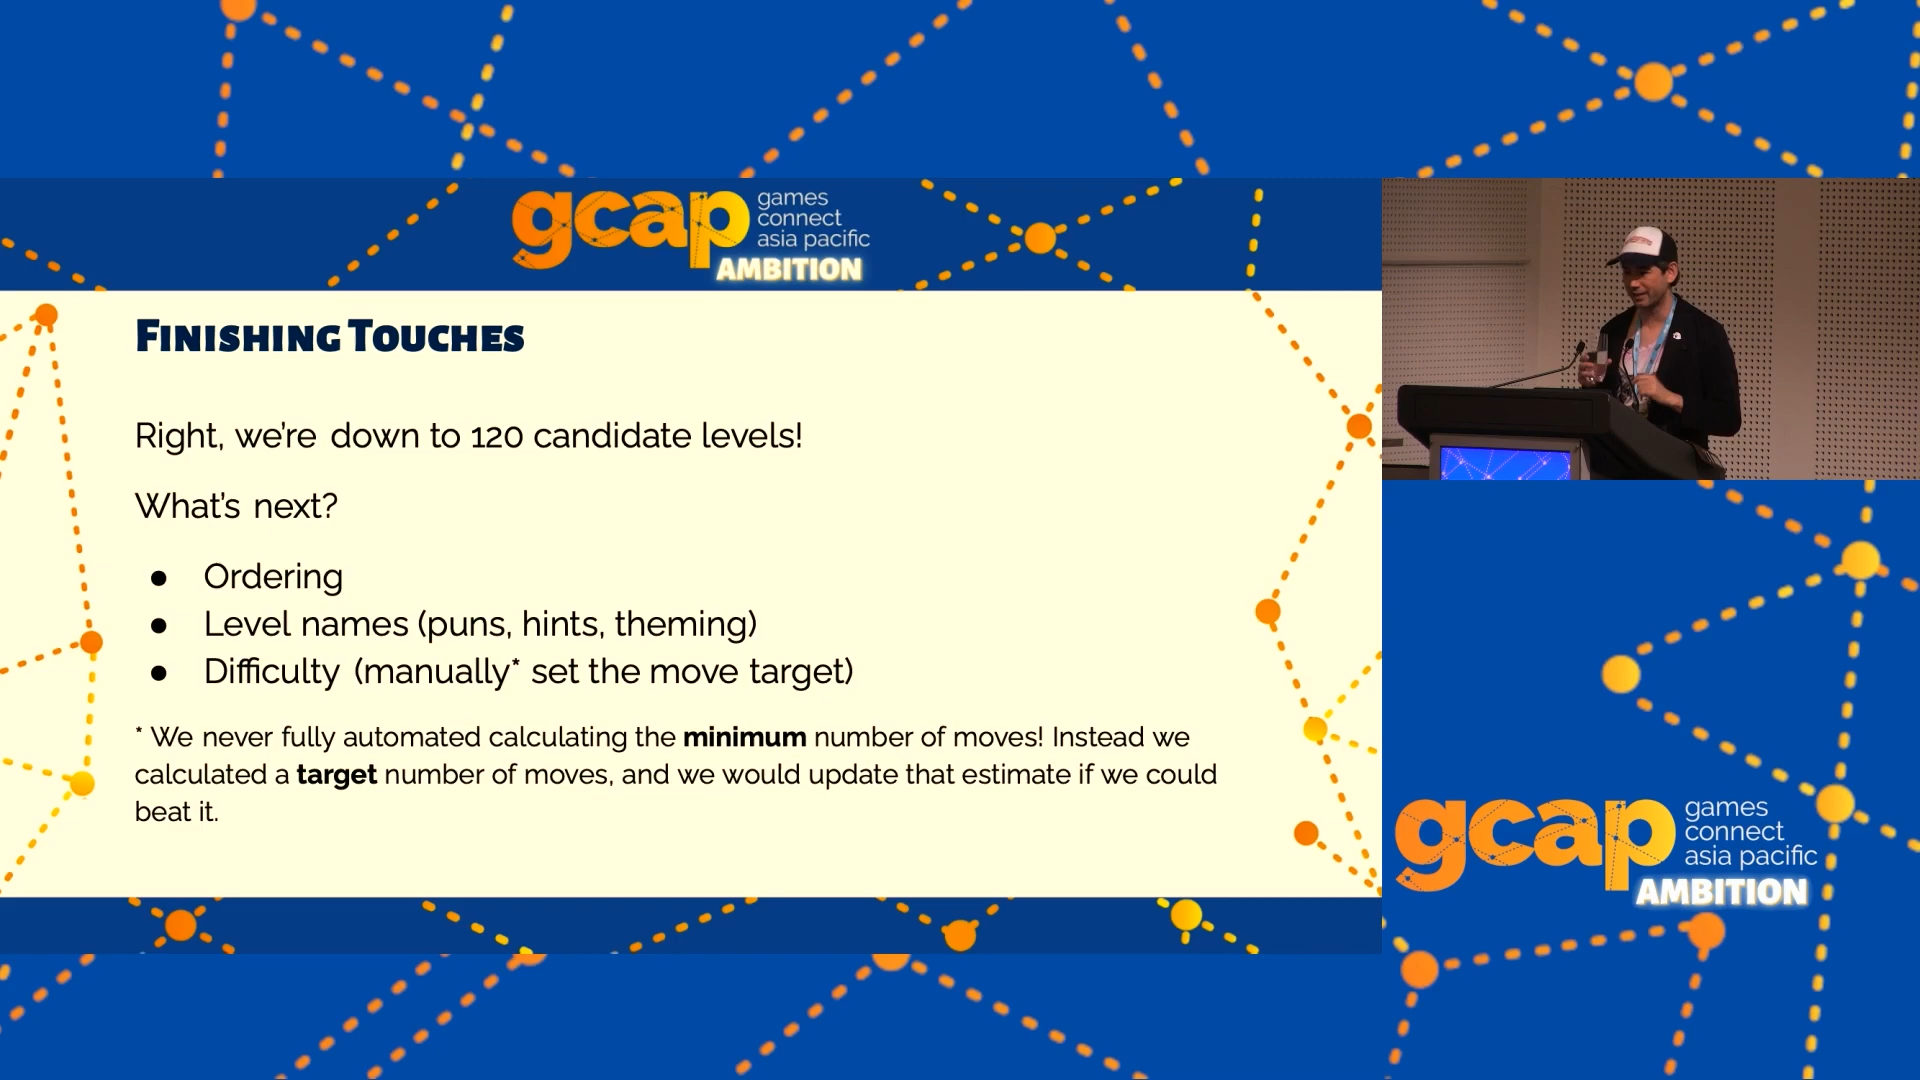 gcap
games
connect
asia pacific
AMBITION
Finishing Touches
Right, we're down to 120 candidate levels!
What's next?
● Ordering
● Level names (puns, hints, theming)
● Difficulty (manually* set the move target)
* We never fully automated calculating the minimum number of moves! Instead we
calculated a target number of moves, and we would update that estimate if we could
beat it.
gcap
games
connect
asia pacific
AMBITION